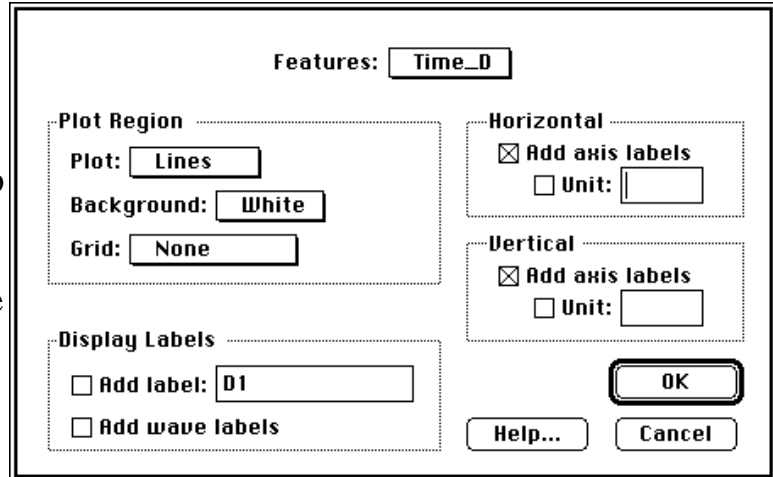 Features: Time_D
Plot Region
Plot: Lines
Background: White
Grid: None
Horizontal
Add axis labels
Unit:
Vertical
Add axis labels
Unit:
Display Labels
Add label: D1
Add wave labels
OK
Help... Cancel